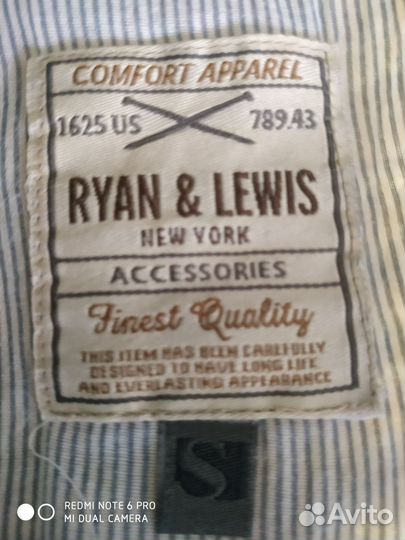 COMFORT APPAREL
1625 US 789.43
RYAN & LEWIS
NEW YORK
ACCESSORIES
Finest Quality
THIS ITEM HAS BEEN CAREFULLY
DESIGNED TO HAVE LONG LIFE
AND EVERLASTING APPEARANCE
S
REDMI NOTE 6 PRO
MI DUAL CAMERA
Avito